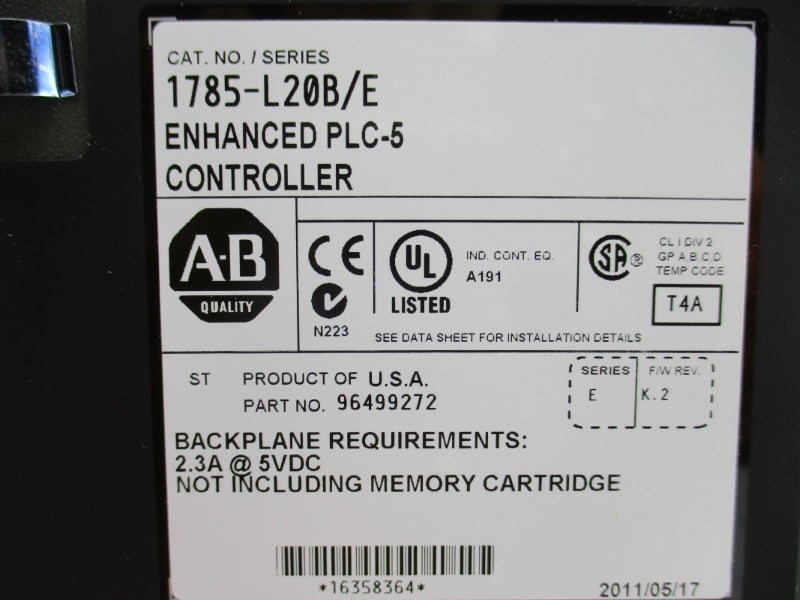 CAT. NO. / SERIES
1785-L20B/E
ENHANCED PLC-5
CONTROLLER
A-B
QUALITY
CE
N223
UL
LISTED
IND. CONT. EQ.
A191
SA ®
CL I DIV 2
GP A,B,C,D
TEMP CODE
T4A
SEE DATA SHEET FOR INSTALLATION DETAILS
ST PRODUCT OF U.S.A.
PART NO. 96499272
SERIES F/W REV.
E K.2
BACKPLANE REQUIREMENTS:
2.3A @ 5VDC
NOT INCLUDING MEMORY CARTRIDGE
*16358364*
2011/05/17